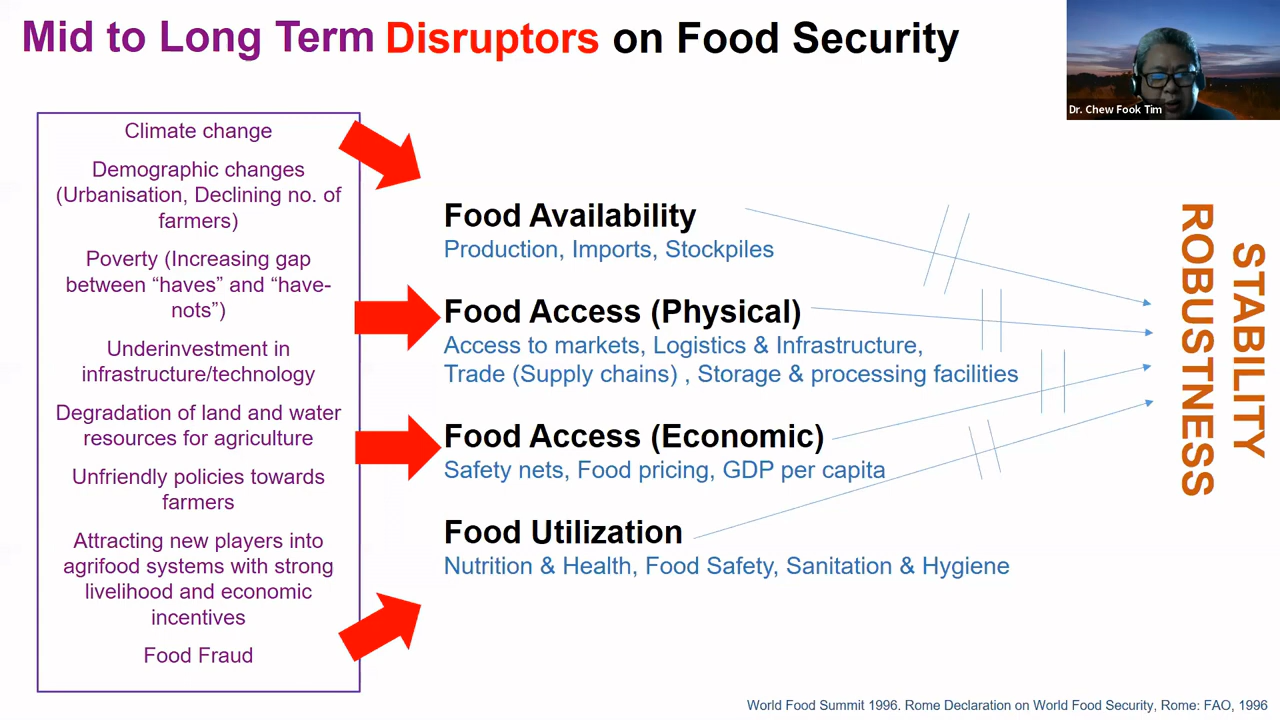 Mid to Long Term Disruptors on Food Security
Dr. Chew Fook Tim
Climate change
Demographic changes
(Urbanisation, Declining no. of
farmers)
Poverty (Increasing gap
between “haves” and “have-
nots”)
Underinvestment in
infrastructure/technology
Degradation of land and water
resources for agriculture
Unfriendly policies towards
farmers
Attracting new players into
agrifood systems with strong
livelihood and economic
incentives
Food Fraud
Food Availability
Production, Imports, Stockpiles
Food Access (Physical)
Access to markets, Logistics & Infrastructure,
Trade (Supply chains) , Storage & processing facilities
Food Access (Economic)
Safety nets, Food pricing, GDP per capita
Food Utilization
Nutrition & Health, Food Safety, Sanitation & Hygiene
STABILITY
ROBUSTNESS
World Food Summit 1996. Rome Declaration on World Food Security, Rome: FAO, 1996